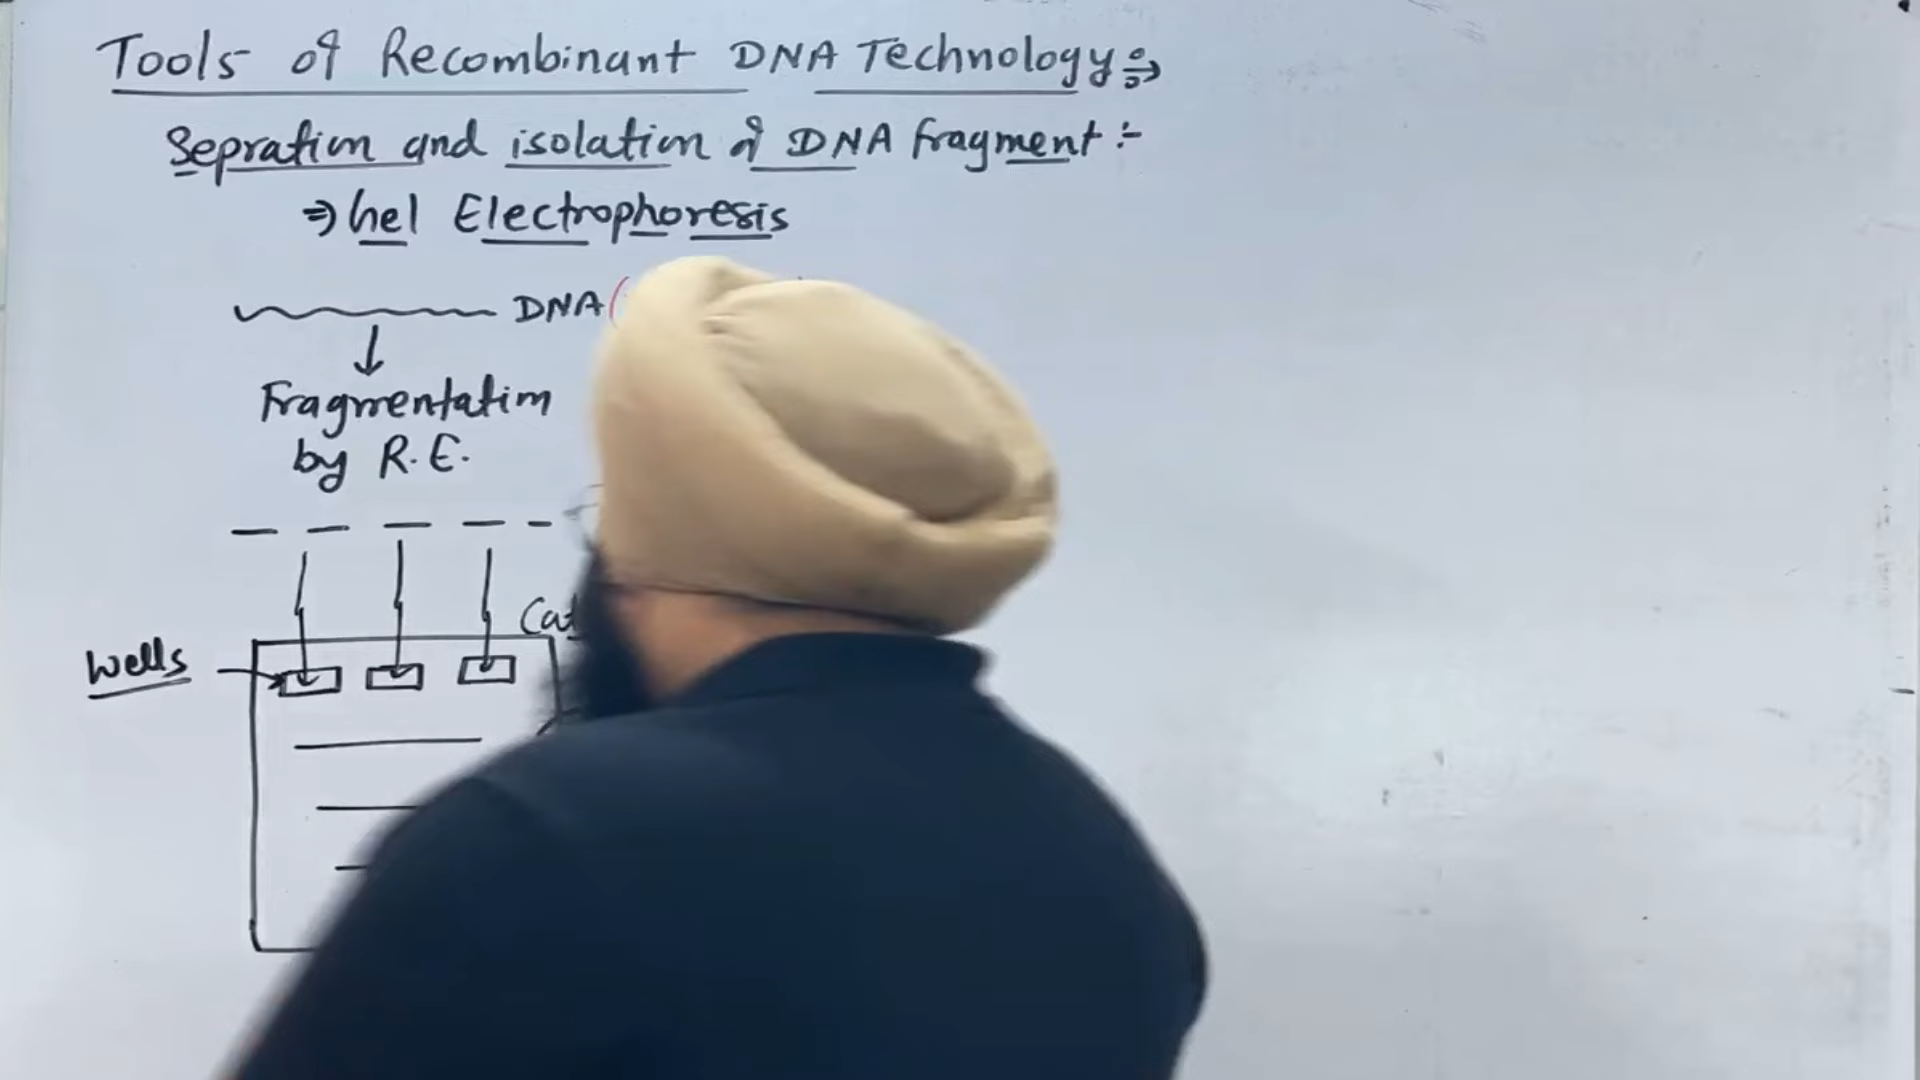 Tools of Recombinant DNA Technology:⇒
Sepration and isolation of DNA fragment :-
⇒ Gel Electrophoresis
DNA (
Fragmentation
by R.E.
Wells